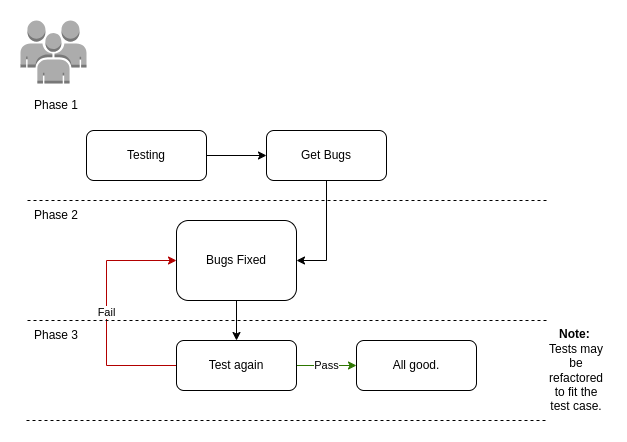 Phase 1
Testing
Get Bugs
Phase 2
Bugs Fixed
Fail
Phase 3
Test again
Pass
All good.
Note:
Tests may
be
refactored
to fit the
test case.